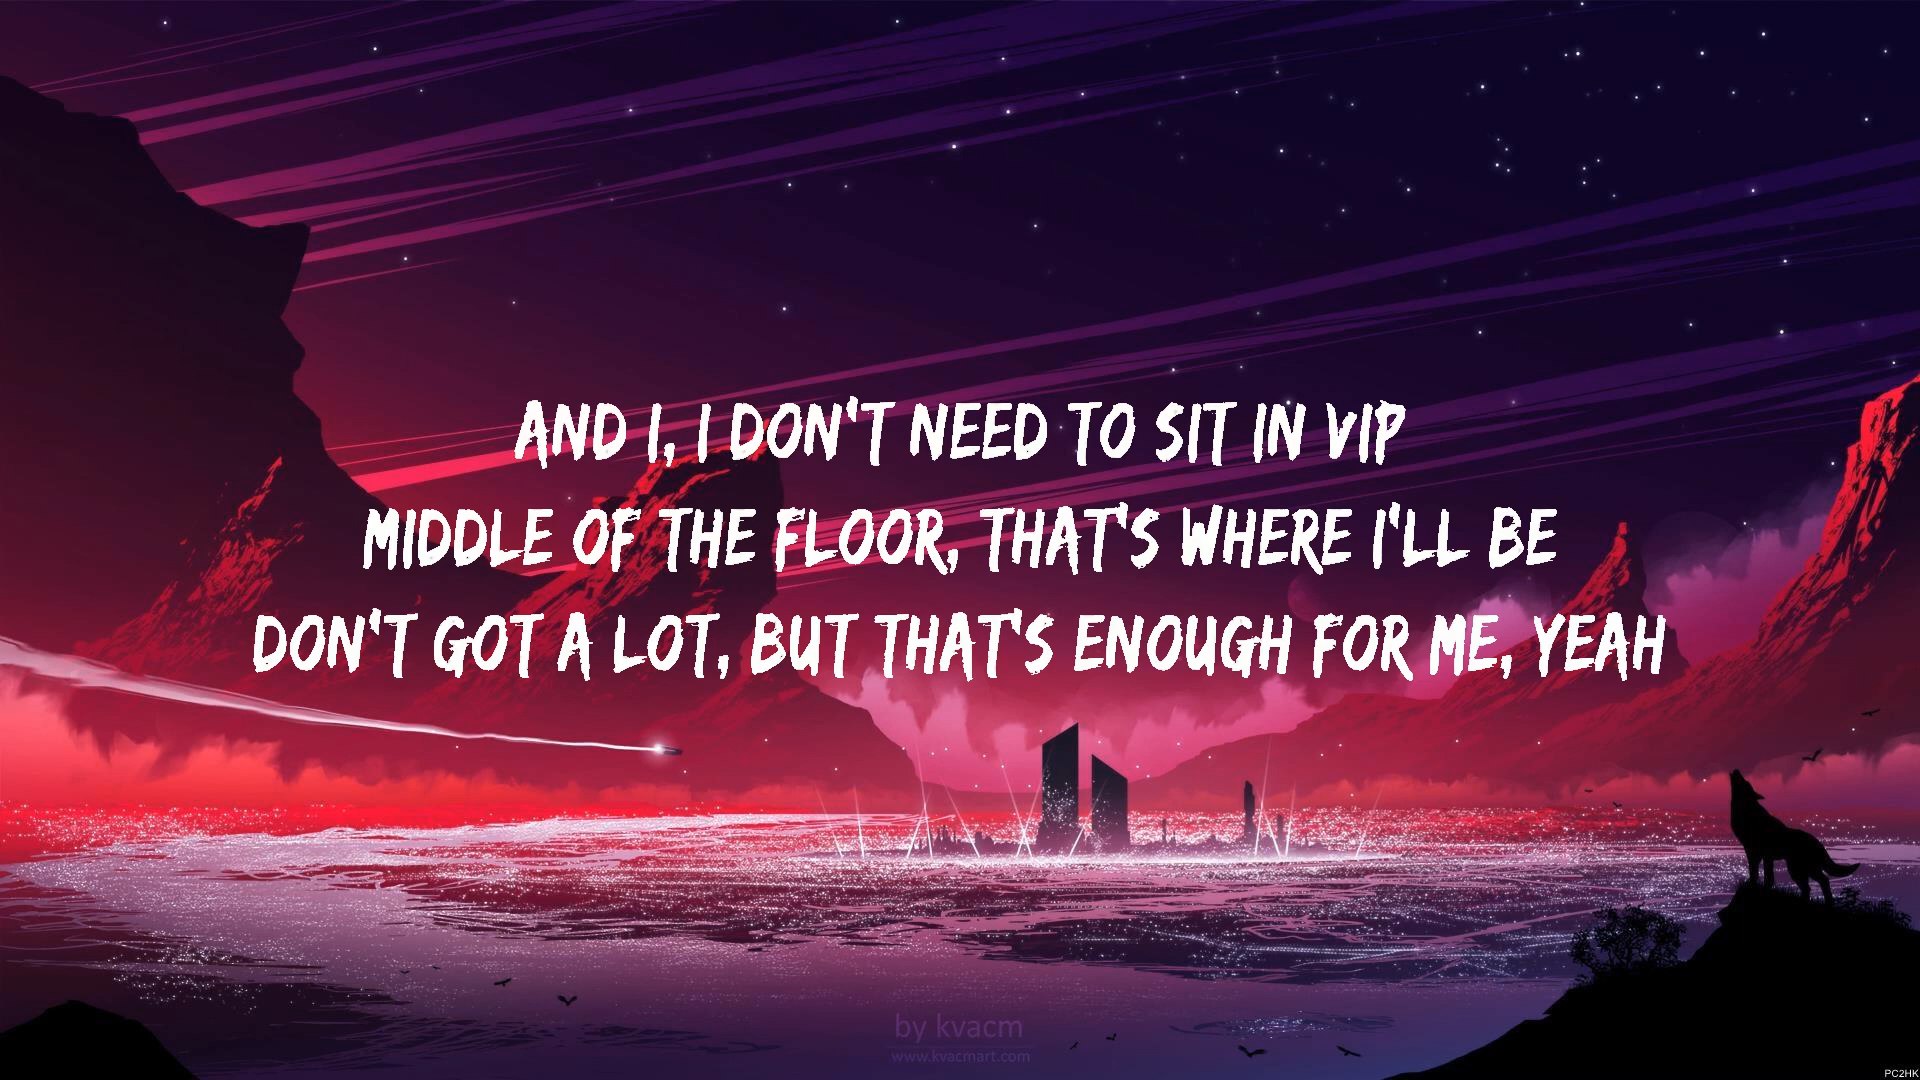 AND I, I DON'T NEED TO SIT IN VIP
MIDDLE OF THE FLOOR, THAT'S WHERE I'LL BE
DON'T GOT A LOT, BUT THAT'S ENOUGH FOR ME, YEAH
by kvacm
www.kvacmart.com
PC2HK